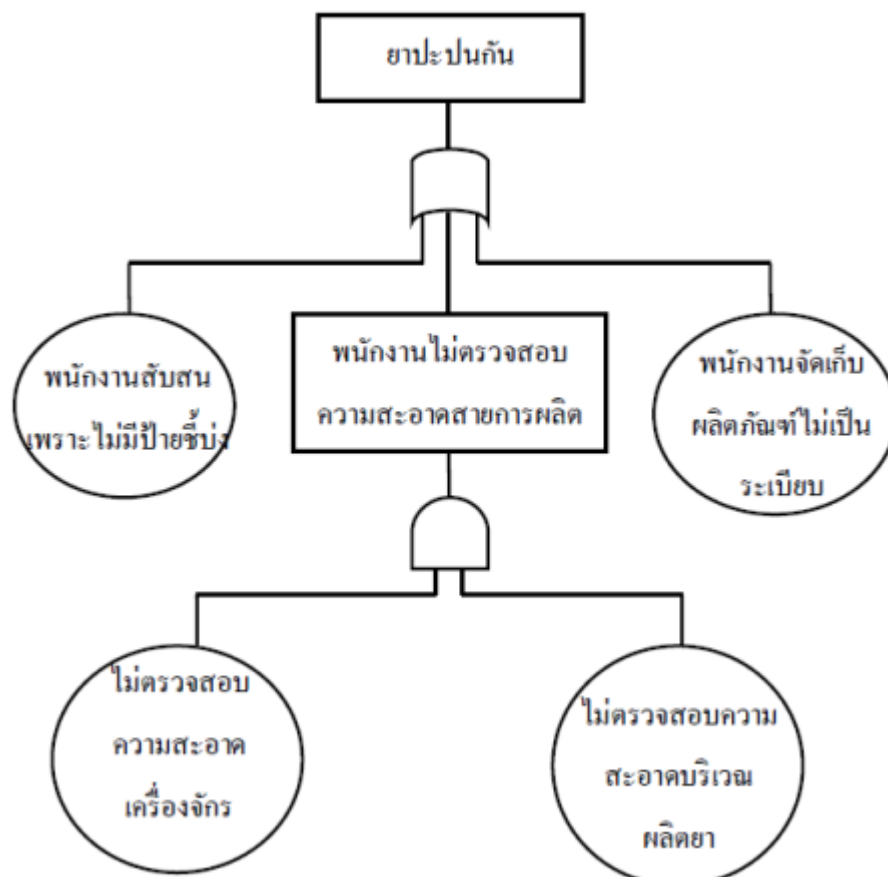 ยาปะปนกัน
พนักงานสับสน
เพราะไม่มีป้ายชี้บ่ง
พนักงานไม่ตรวจสอบ
ความสะอาดสายการผลิต
พนักงานจัดเก็บ
ผลิตภัณฑ์ไม่เป็น
ระเบียบ
ไม่ตรวจสอบ
ความสะอาด
เครื่องจักร
ไม่ตรวจสอบความ
สะอาดบริเวณ
ผลิตยา